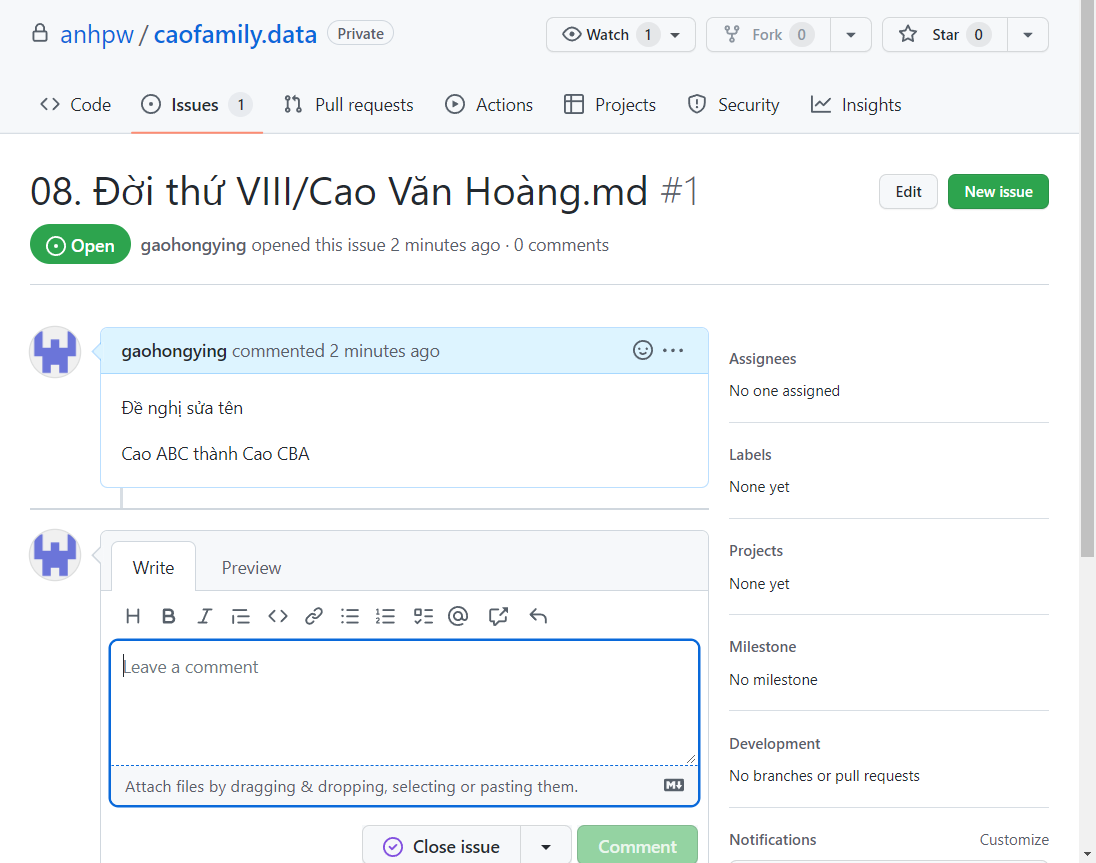 anhpw / caofamily.data Private Watch 1 Fork 0 Star 0
Code Issues 1 Pull requests Actions Projects Security Insights
08. Đời thứ VIII/Cao Văn Hoàng.md #1 Edit New issue
Open gaohongying opened this issue 2 minutes ago · 0 comments
gaohongying commented 2 minutes ago
Đề nghị sửa tên
Cao ABC thành Cao CBA
Write Preview
Leave a comment
Attach files by dragging & dropping, selecting or pasting them.
Close issue Comment
Assignees
No one assigned
Labels
None yet
Projects
None yet
Milestone
No milestone
Development
No branches or pull requests
Notifications Customize